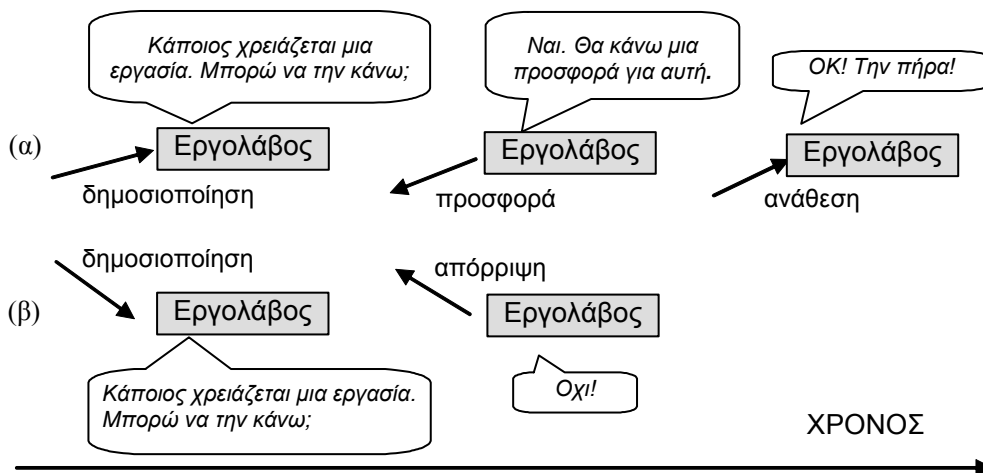 Κάποιος χρειάζεται μια
εργασία. Μπορώ να την κάνω;
Ναι. Θα κάνω μια
προσφορά για αυτή.
ΟΚ! Την πήρα!
(α)
Εργολάβος
Εργολάβος
Εργολάβος
δημοσιοποίηση
προσφορά
ανάθεση
δημοσιοποίηση
απόρριψη
(β)
Εργολάβος
Εργολάβος
Κάποιος χρειάζεται μια εργασία.
Μπορώ να την κάνω;
Οχι!
ΧΡΟΝΟΣ